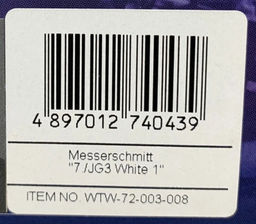 4 897012 740439
Messerschmitt
"7 /JG3 White 1"
ITEM NO. WTW-72-003-008